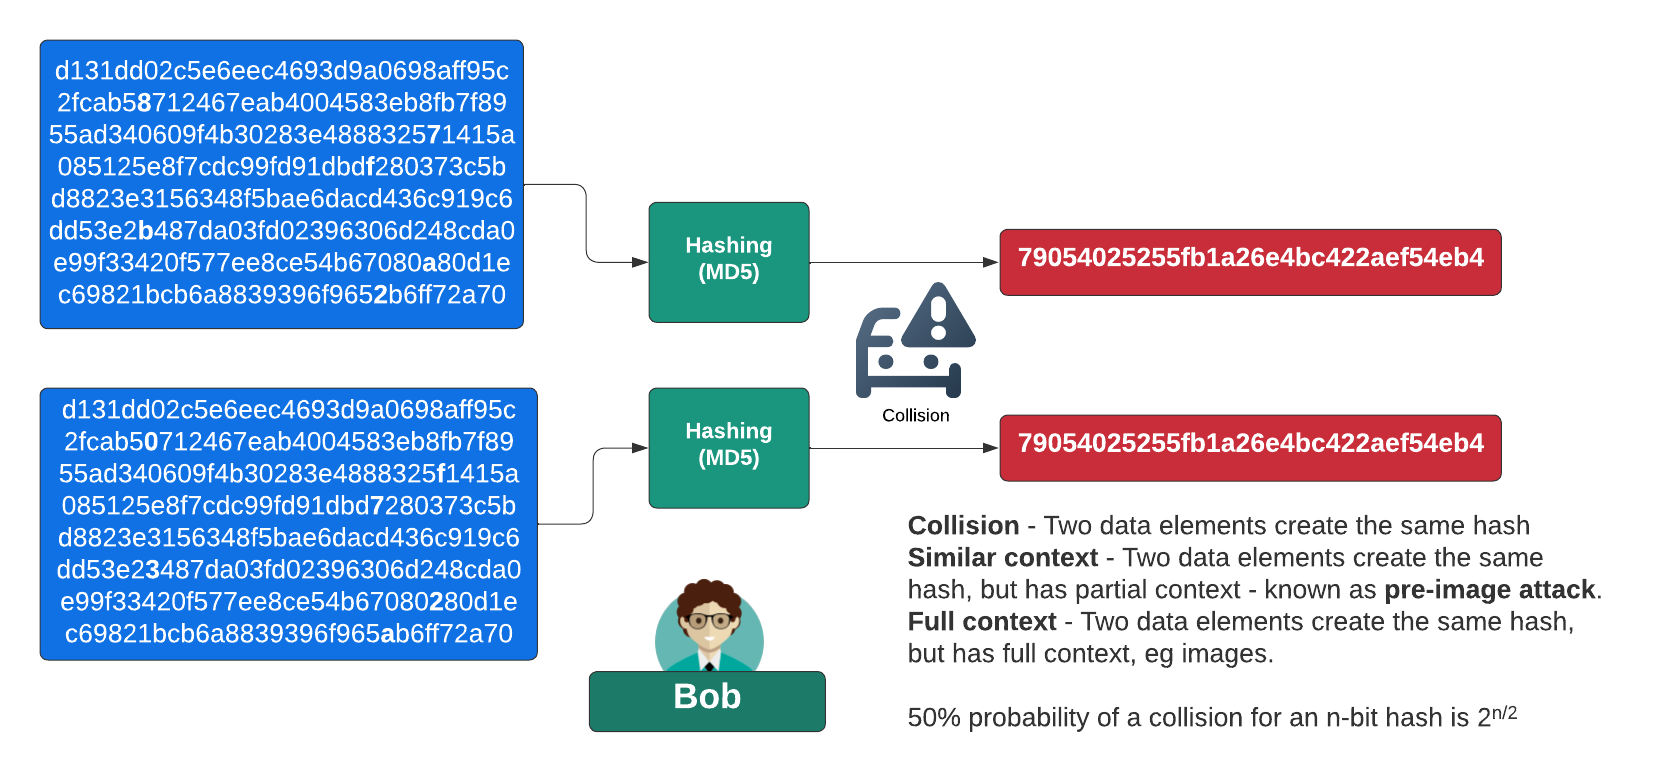 d131dd02c5e6eec4693d9a0698aff95c
2fcab58712467eab4004583eb8fb7f89
55ad340609f4b30283e488832571415a
085125e8f7cdc99fd91dbdf280373c5b
d8823e3156348f5bae6dacd436c919c6
dd53e2b487da03fd02396306d248cda0
e99f33420f577ee8ce54b67080a80d1e
c69821bcb6a8839396f9652b6ff72a70
Hashing
(MD5)
79054025255fb1a26e4bc422aef54eb4
Collision
d131dd02c5e6eec4693d9a0698aff95c
2fcab50712467eab4004583eb8fb7f89
55ad340609f4b30283e4888325f1415a
085125e8f7cdc99fd91dbd7280373c5b
d8823e3156348f5bae6dacd436c919c6
dd53e23487da03fd02396306d248cda0
e99f33420f577ee8ce54b67080280d1e
c69821bcb6a8839396f965ab6ff72a70
Hashing
(MD5)
79054025255fb1a26e4bc422aef54eb4
Collision - Two data elements create the same hash
Similar context - Two data elements create the same
hash, but has partial context - known as pre-image attack.
Full context - Two data elements create the same hash,
but has full context, eg images.
50% probability of a collision for an n-bit hash is 2^n/2
Bob